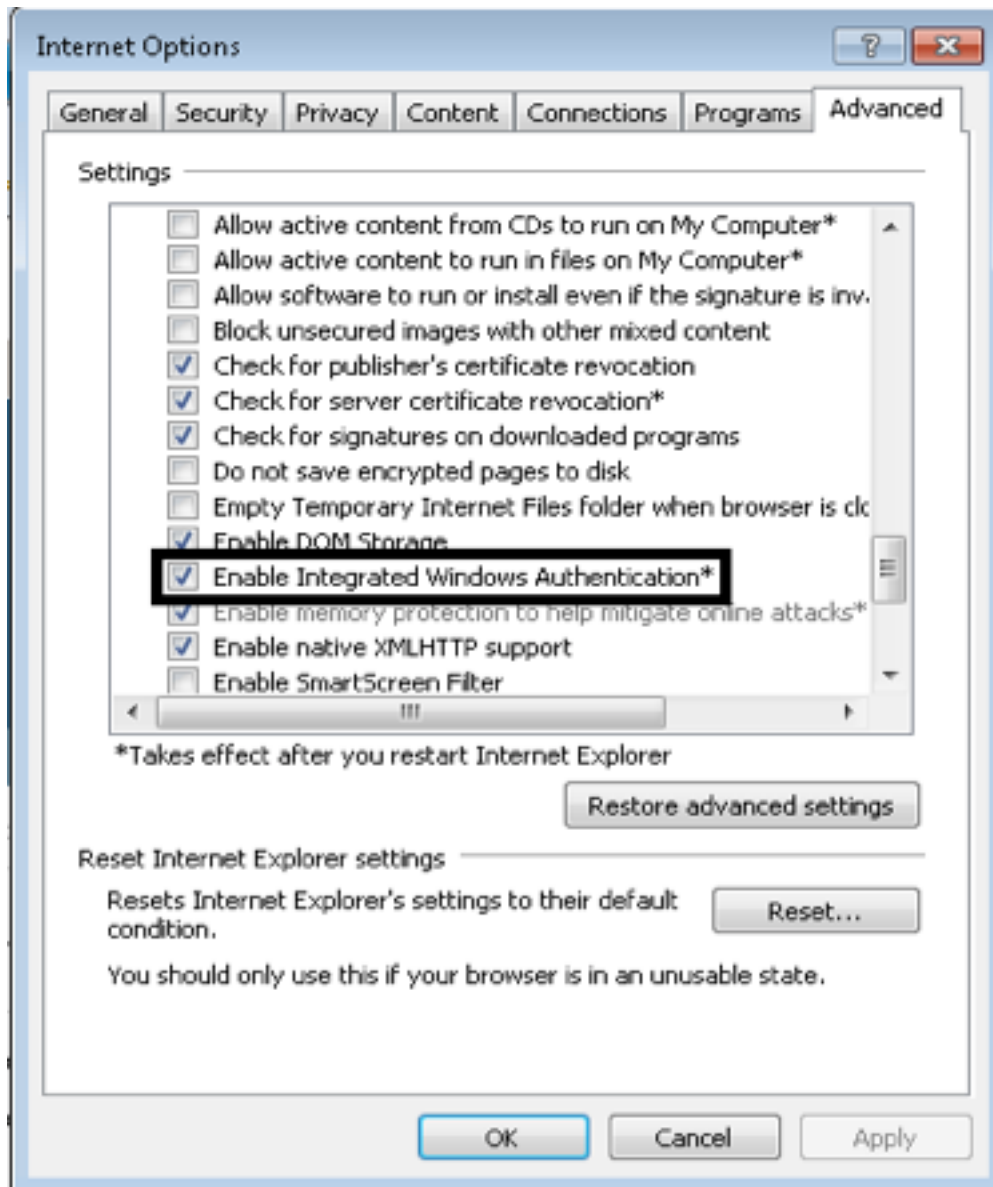 Internet Options
General Security Privacy Content Connections Programs Advanced
Settings
Allow active content from CDs to run on My Computer*
Allow active content to run in files on My Computer*
Allow software to run or install even if the signature is inv
Block unsecured images with other mixed content
Check for publisher's certificate revocation
Check for server certificate revocation*
Check for signatures on downloaded programs
Do not save encrypted pages to disk
Empty Temporary Internet Files folder when browser is clo
Enable DOM Storage
Enable Integrated Windows Authentication*
Enable memory protection to help mitigate online attacks*
Enable native XMLHTTP support
Enable SmartScreen Filter
*Takes effect after you restart Internet Explorer
Restore advanced settings
Reset Internet Explorer settings
Resets Internet Explorer's settings to their default
condition.
Reset...
You should only use this if your browser is in an unusable state.
OK Cancel Apply